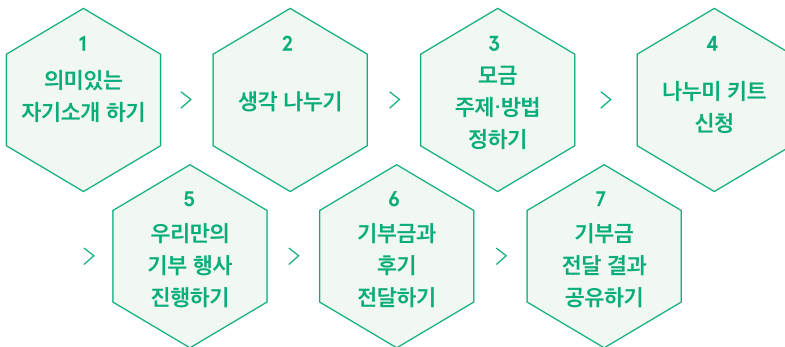 1
의미있는
자기소개 하기
2
생각 나누기
3
모금
주제·방법
정하기
4
나누미 키트
신청
5
우리만의
기부 행사
진행하기
6
기부금과
후기
전달하기
7
기부금
전달 결과
공유하기